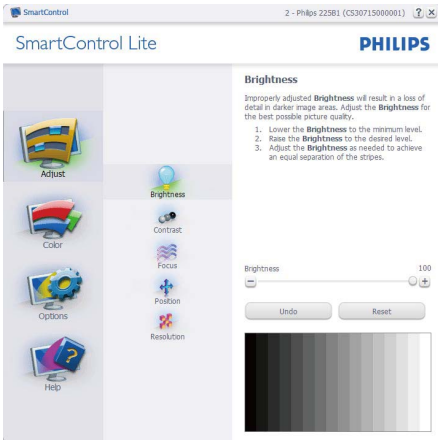 SmartControl
2 - Philips 225B1 (C530715000001)
?
X
SmartControl Lite
PHILIPS
Adjust
Color
Options
Help
Brightness
Contrast
Focus
Position
Resolution
Brightness
Improperly adjusted Brightness will result in a loss of
detail in darker image areas. Adjust the Brightness for
the best possible picture quality.
1. Lower the Brightness to the minimum level.
2. Raise the Brightness to the desired level.
3. Adjust the Brightness as needed to achieve
an equal separation of the stripes.
Brightness 100
Undo
Reset